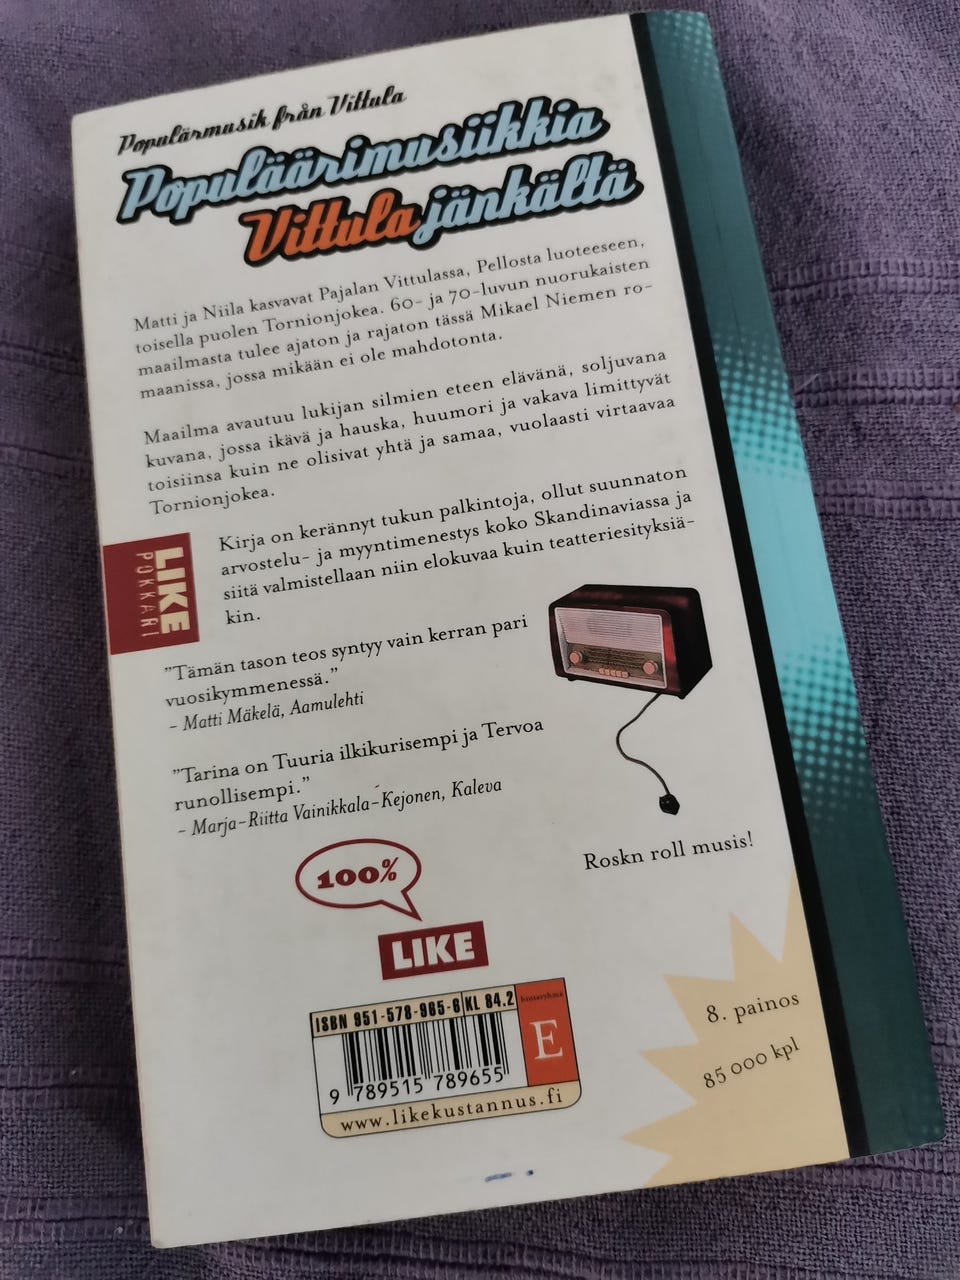 Populärmusik från Vittula
Populäärimusiikkia
Vittulajänkältä
Matti ja Niila kasvavat Pajalan Vittulassa, Pellosta luoteeseen,
toisella puolen Tornionjokea. 60- ja 70-luvun nuorukaisten
maailmasta tulee ajaton ja rajaton tässä Mikael Niemen ro-
maanissa, jossa mikään ei ole mahdotonta.
Maailma avautuu lukijan silmien eteen elävänä, soljuvana
kuvana, jossa ikävä ja hauska, huumori ja vakava limittyvät
toisiinsa kuin ne olisivat yhtä ja samaa, vuolaasti virtaavaa
Tornionjokea.
Kirja on kerännyt tukun palkintoja, ollut suunnaton
arvostelu- ja myyntimenestys koko Skandinaviassa ja
siitä valmistellaan niin elokuvaa kuin teatteriesityksiä-
kin.
LIKE
POKKARI
"Tämän tason teos syntyy vain kerran pari
vuosikymmenessä."
- Matti Mäkelä, Aamulehti
"Tarina on Tuuria ilkikurisempi ja Tervoa
runollisempi."
- Marja-Riitta Vainikkala-Kejonen, Kaleva
Roskn roll musis!
100%
LIKE
ISBN 951-578-965-6 KL 84.2
hintaryhmä
E
9 789515 789655
www.likekustannus.fi
8. painos
85 000 kpl